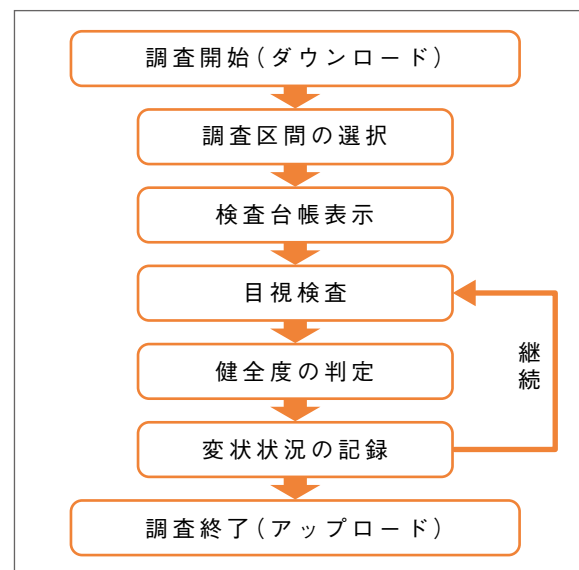 調査開始(ダウンロード)
調査区間の選択
検査台帳表示
目視検査
健全度の判定
変状状況の記録
継続
調査終了(アップロード)